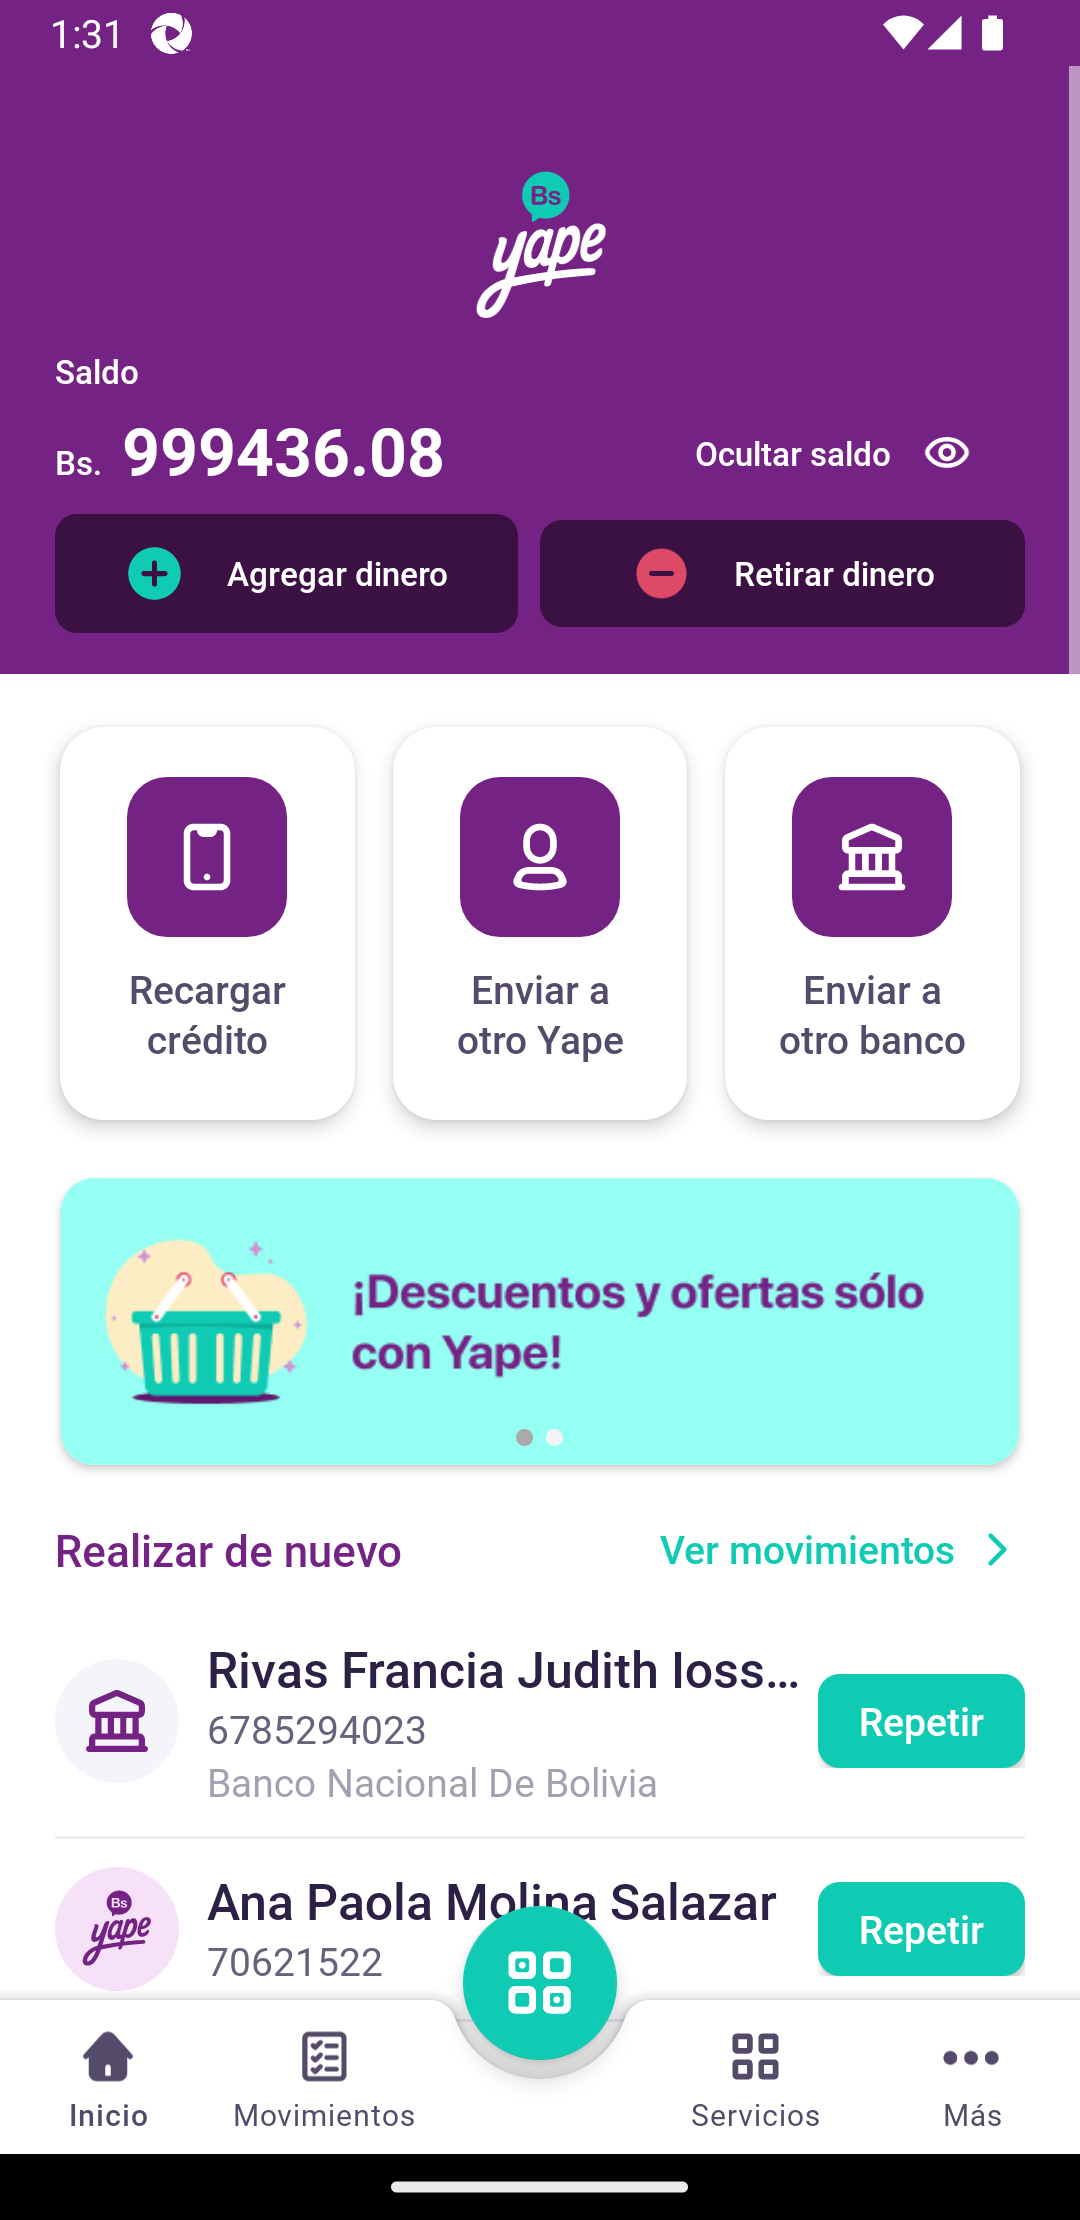 1:31
Bs
yape
Saldo
Bs. 999436.08
Ocultar saldo
Agregar dinero
Retirar dinero
Recargar
crédito
Enviar a
otro Yape
Enviar a
otro banco
¡Descuentos y ofertas sólo
con Yape!
Realizar de nuevo
Ver movimientos
Rivas Francia Judith Ioss...
6785294023
Banco Nacional De Bolivia
Repetir
Bs
yape
Ana Paola Molina Salazar
70621522
Repetir
Inicio
Movimientos
Servicios
Más